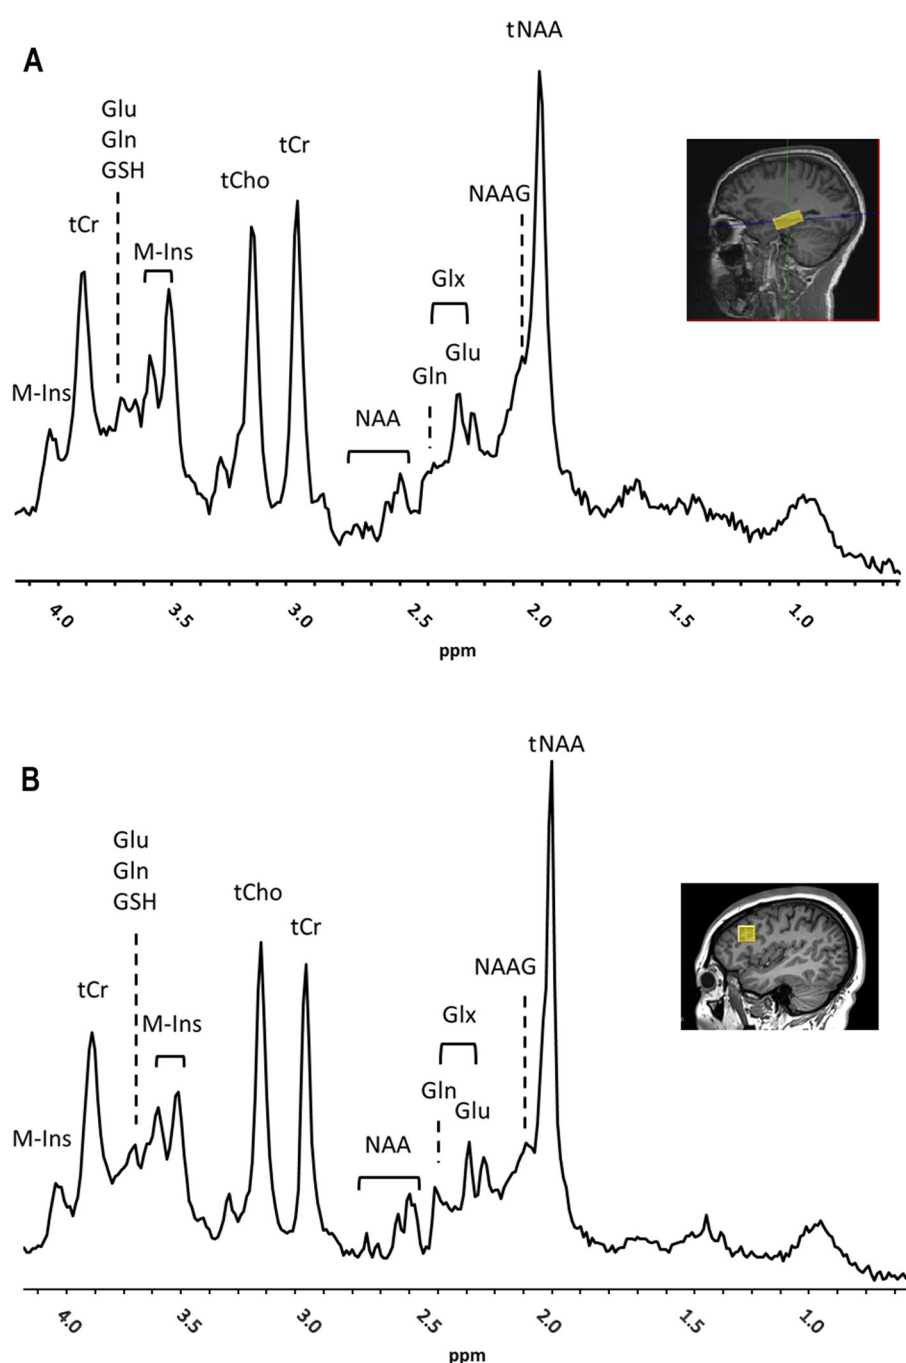 A
tNAA
Glu
Gln
GSH
tCr
tCho
tCr
NAAG
M-Ins
Glx
Glu
Gln
M-Ins
NAA
4.0 3.5 3.0 2.5 2.0 1.5 1.0
ppm
B
tNAA
Glu
Gln
GSH
tCho
tCr
NAAG
tCr
M-Ins
Glx
Gln
Glu
M-Ins
NAA
4.0 3.5 3.0 2.5 2.0 1.5 1.0
ppm